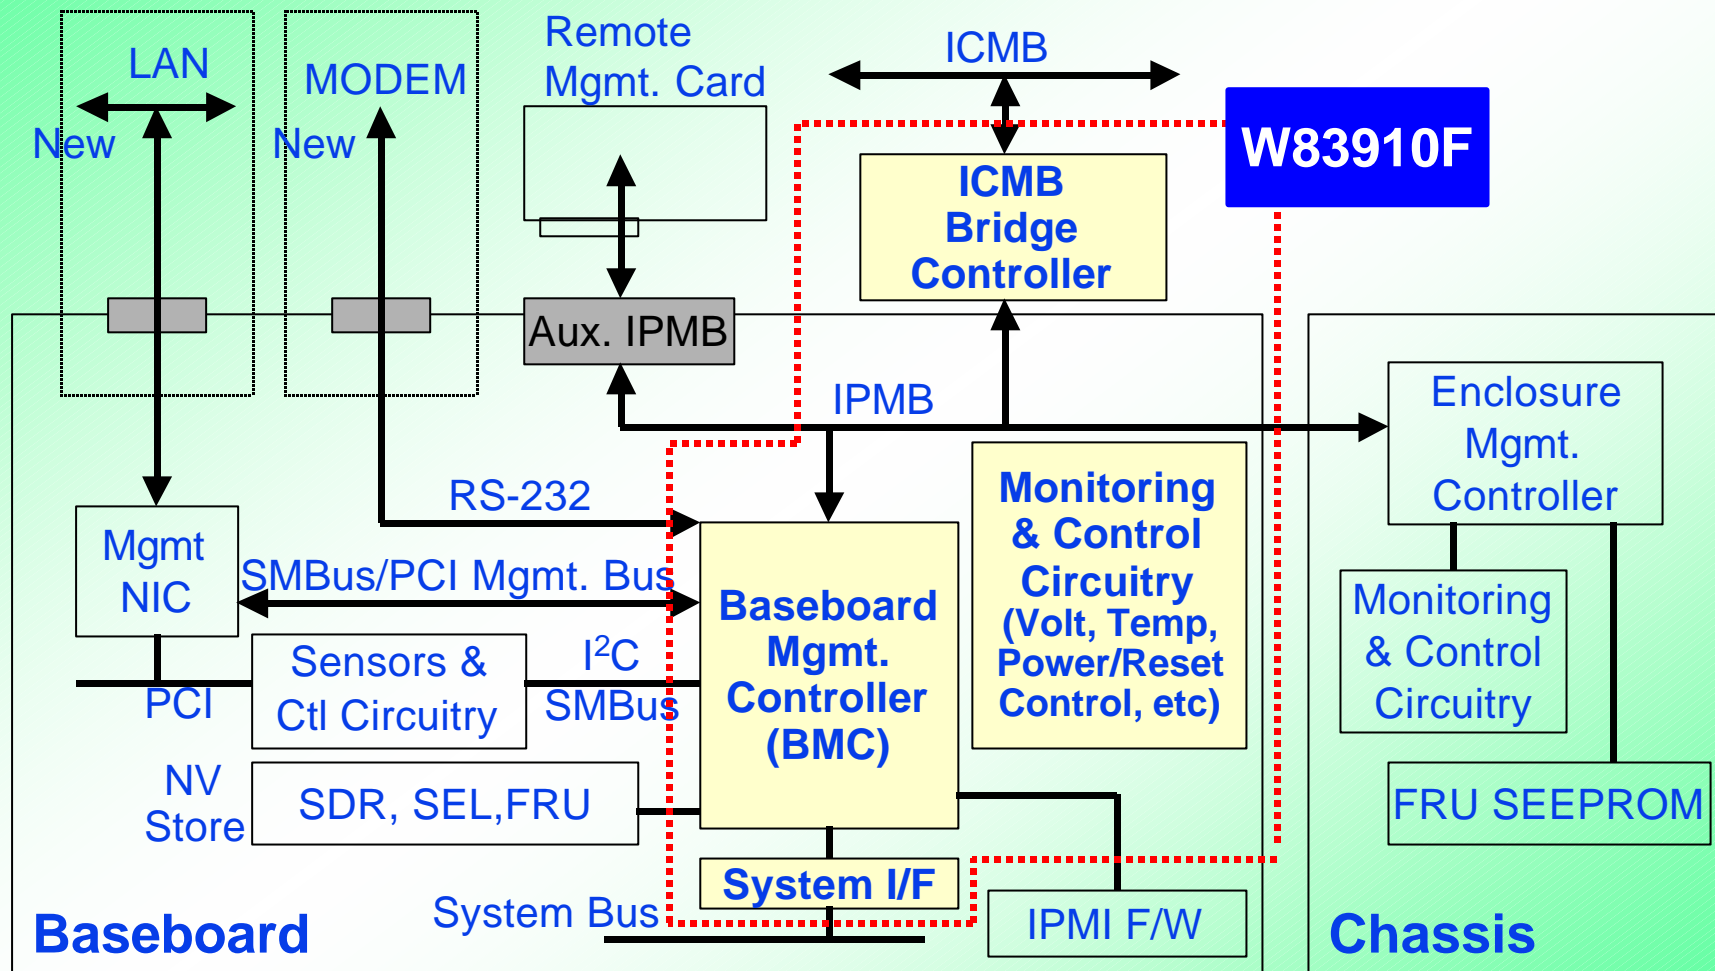 LAN
New
MODEM
New
Remote
Mgmt. Card
ICMB
W83910F
ICMB
Bridge
Controller
Aux. IPMB
IPMB
Enclosure
Mgmt.
Controller
RS-232
Mgmt
NIC
SMBus/PCI Mgmt. Bus
Baseboard
Mgmt.
Controller
(BMC)
Monitoring
& Control
Circuitry
(Volt, Temp,
Power/Reset
Control, etc)
Monitoring
& Control
Circuitry
Sensors &
Ctl Circuitry
I²C
SMBus
PCI
NV
Store
SDR, SEL,FRU
FRU SEEPROM
System I/F
System Bus
IPMI F/W
Baseboard
Chassis